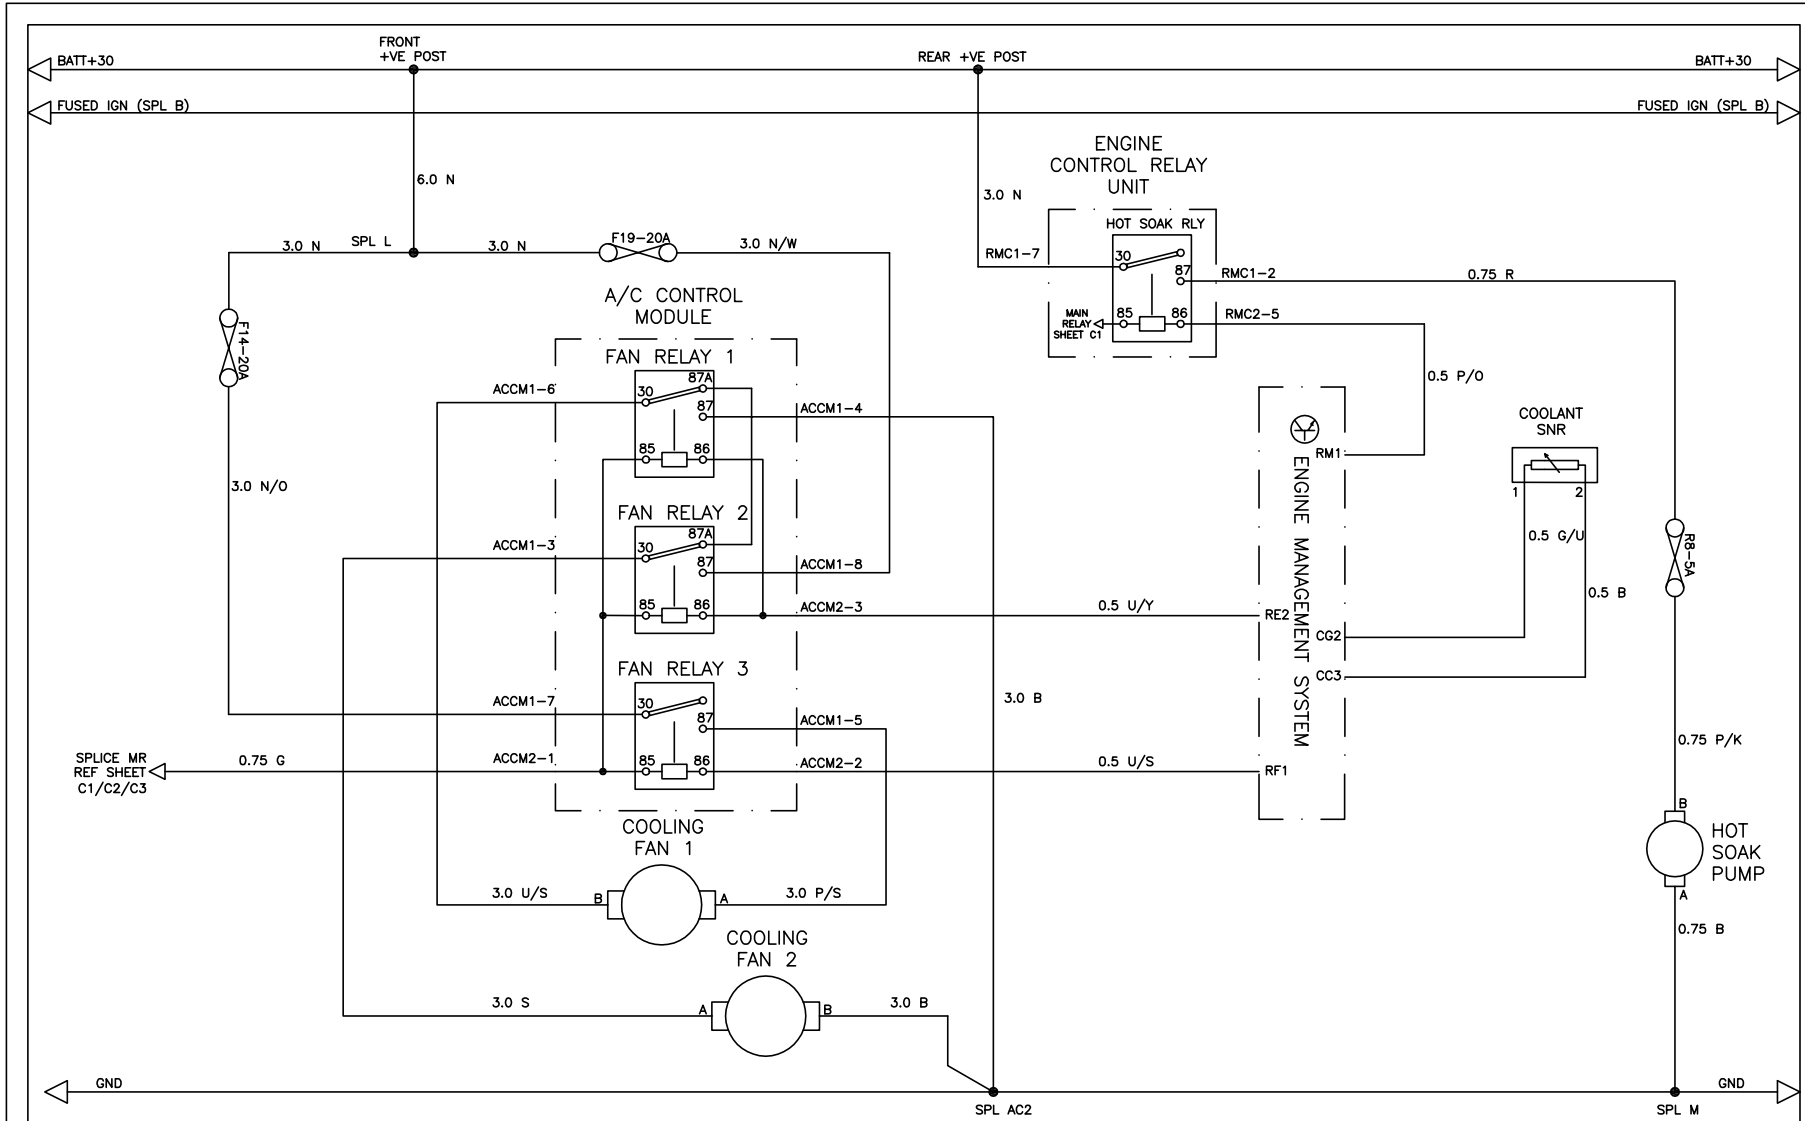 FRONT
+VE POST
REAR +VE POST
BATT+30
BATT+30
FUSED IGN (SPL B)
FUSED IGN (SPL B)
6.0 N
3.0 N
ENGINE
CONTROL RELAY
UNIT
HOT SOAK RLY
30
87
85
86
MAIN
RELAY
SHEET C1
RMC1-7
RMC1-2
0.75 R
RMC2-5
0.5 P/O
3.0 N
SPL L
3.0 N
F19-20A
3.0 N/W
F14-20A
A/C CONTROL
MODULE
FAN RELAY 1
87A
30
87
85
86
ACCM1-6
ACCM1-4
3.0 N/O
FAN RELAY 2
87A
30
87
85
86
ACCM1-3
ACCM1-8
ACCM2-3
0.5 U/Y
FAN RELAY 3
30
87
85
86
ACCM1-7
ACCM1-5
3.0 B
SPLICE MR
REF SHEET
C1/C2/C3
0.75 G
ACCM2-1
ACCM2-2
0.5 U/S
ENGINE MANAGEMENT SYSTEM
RM1
RE2
CG2
CC3
RF1
COOLANT
SNR
1
2
0.5 G/U
0.5 B
R8-5A
0.75 P/K
B
HOT
SOAK
PUMP
A
0.75 B
COOLING
FAN 1
3.0 U/S
B
A
3.0 P/S
COOLING
FAN 2
3.0 S
A
B
3.0 B
GND
GND
SPL AC2
SPL M